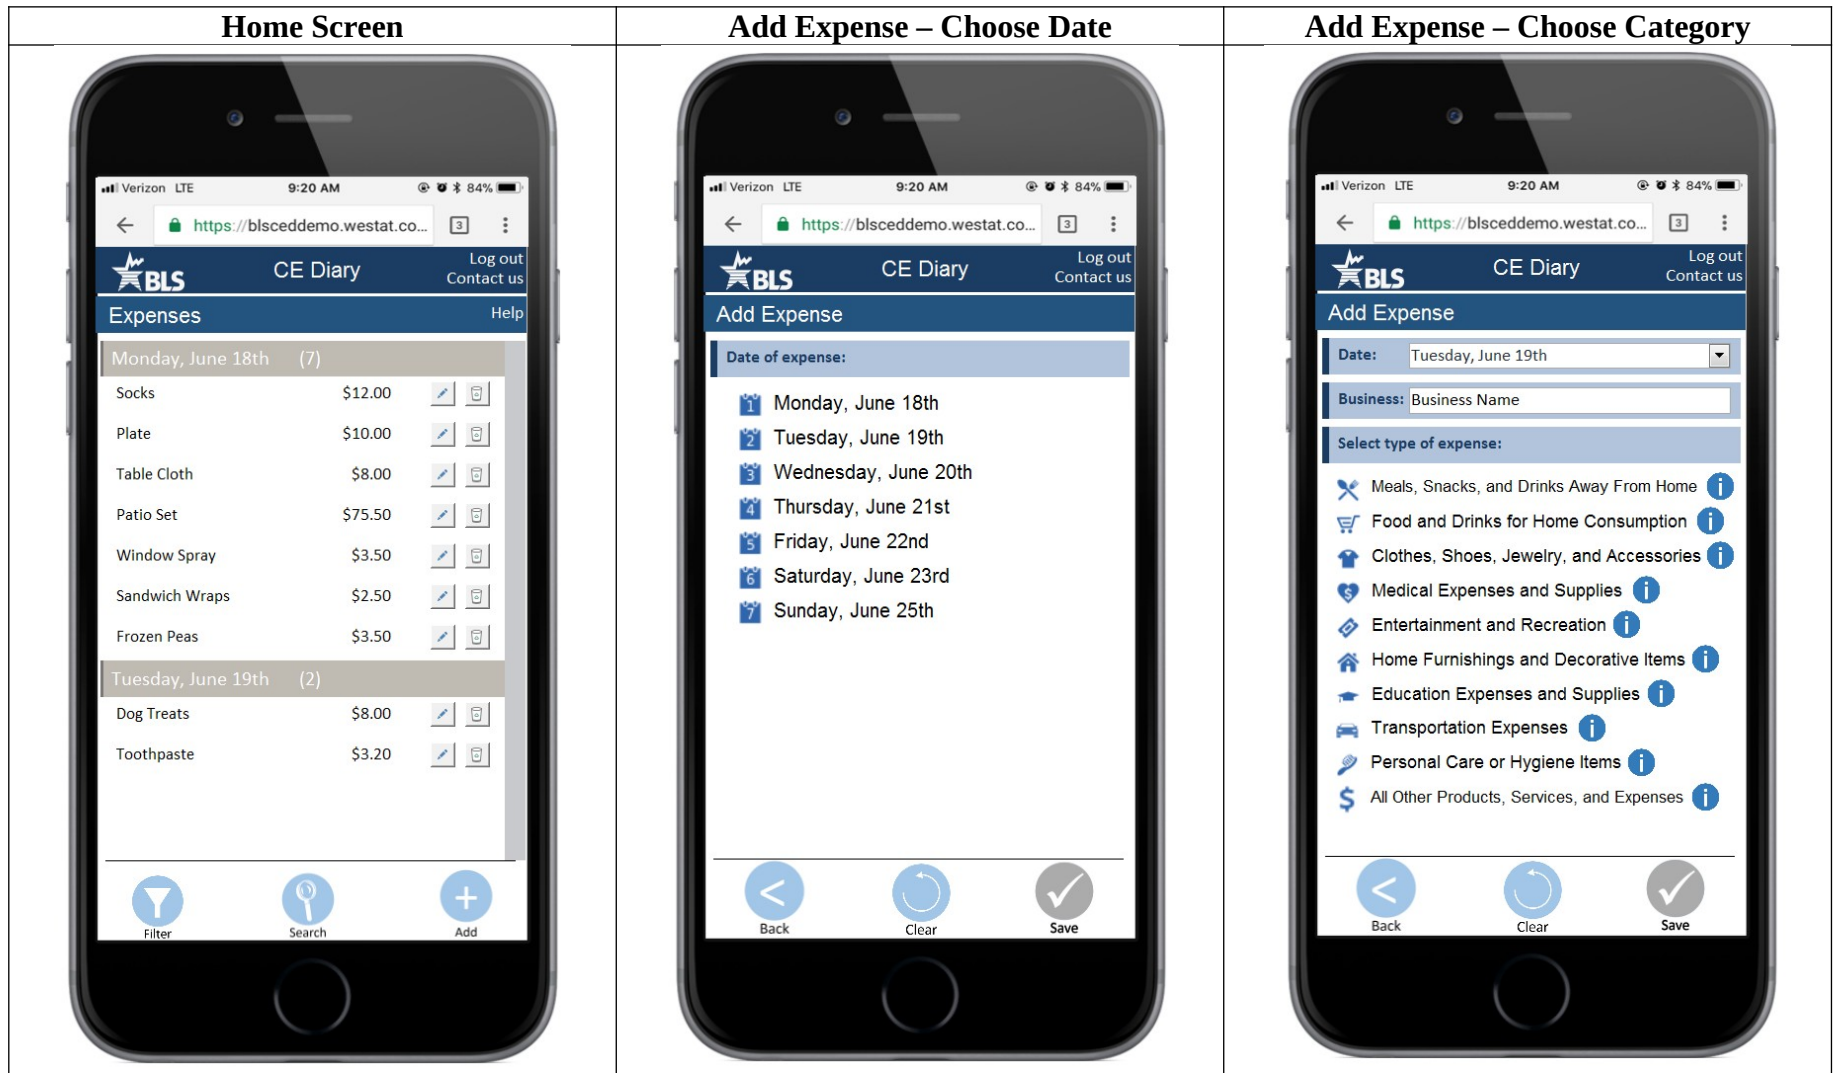 Home Screen
Add Expense – Choose Date
Add Expense – Choose Category
Verizon LTE 9:20 AM 84%
https://blsceddemo.westat.co... 3
BLS CE Diary Log out
Contact us
Expenses Help
Monday, June 18th (7)
Socks $12.00
Plate $10.00
Table Cloth $8.00
Patio Set $75.50
Window Spray $3.50
Sandwich Wraps $2.50
Frozen Peas $3.50
Tuesday, June 19th (2)
Dog Treats $8.00
Toothpaste $3.20
Filter Search Add
Verizon LTE 9:20 AM 84%
https://blsceddemo.westat.co... 3
BLS CE Diary Log out
Contact us
Add Expense
Date of expense:
1 Monday, June 18th
2 Tuesday, June 19th
3 Wednesday, June 20th
4 Thursday, June 21st
5 Friday, June 22nd
6 Saturday, June 23rd
7 Sunday, June 25th
Back Clear Save
Verizon LTE 9:20 AM 84%
https://blsceddemo.westat.co... 3
BLS CE Diary Log out
Contact us
Add Expense
Date: Tuesday, June 19th
Business: Business Name
Select type of expense:
Meals, Snacks, and Drinks Away From Home i
Food and Drinks for Home Consumption i
Clothes, Shoes, Jewelry, and Accessories i
$ Medical Expenses and Supplies i
Entertainment and Recreation i
Home Furnishings and Decorative Items i
Education Expenses and Supplies i
Transportation Expenses i
Personal Care or Hygiene Items i
$ All Other Products, Services, and Expenses i
Back Clear Save